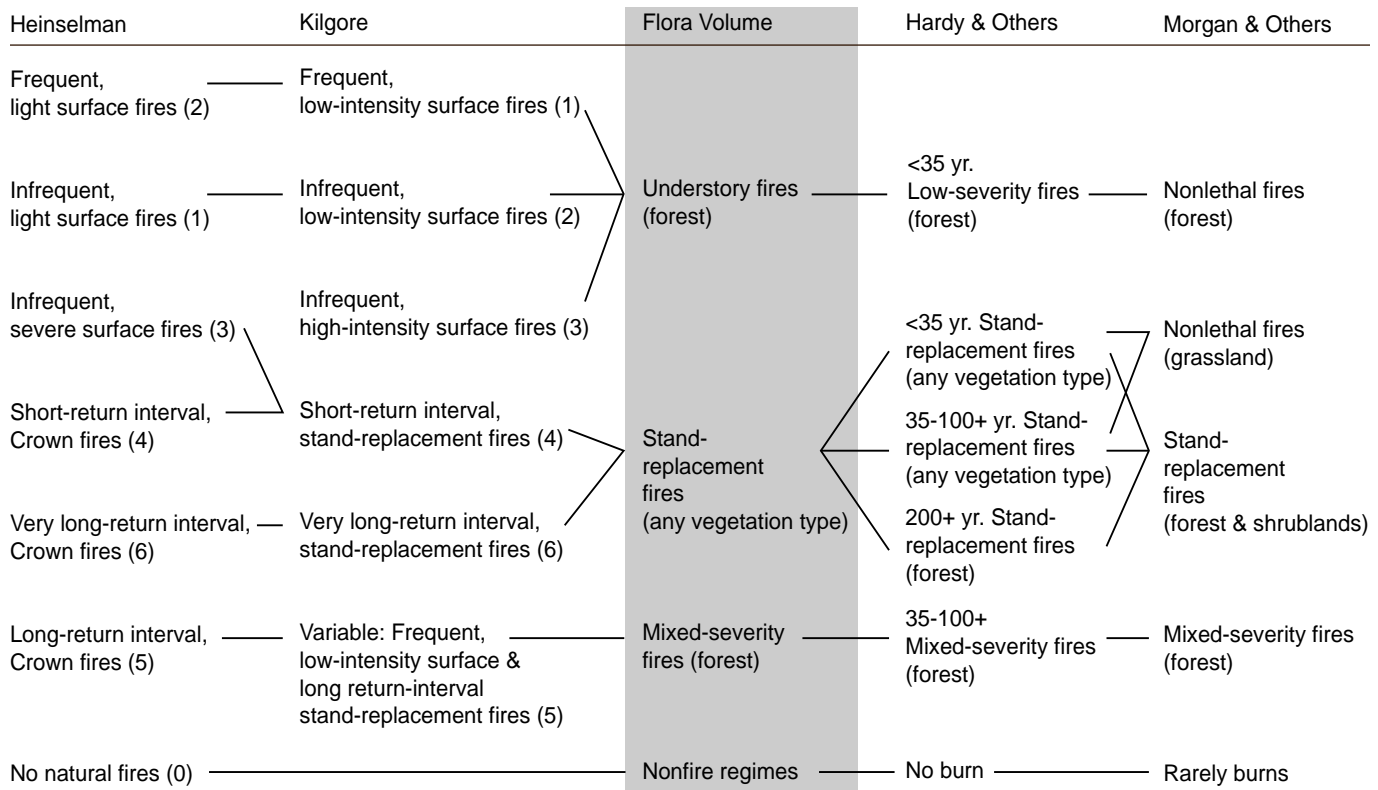 Heinselman
Kilgore
Flora Volume
Hardy & Others
Morgan & Others
Frequent,
light surface fires (2)
Frequent,
low-intensity surface fires (1)
Infrequent,
light surface fires (1)
Infrequent,
low-intensity surface fires (2)
Understory fires
(forest)
<35 yr.
Low-severity fires
(forest)
Nonlethal fires
(forest)
Infrequent,
severe surface fires (3)
Infrequent,
high-intensity surface fires (3)
<35 yr. Stand-
replacement fires
(any vegetation type)
Nonlethal fires
(grassland)
Short-return interval,
Crown fires (4)
Short-return interval,
stand-replacement fires (4)
Stand-
replacement
fires
(any vegetation type)
35-100+ yr. Stand-
replacement fires
(any vegetation type)
Stand-
replacement
fires
(forest & shrublands)
Very long-return interval,
Crown fires (6)
Very long-return interval,
stand-replacement fires (6)
200+ yr. Stand-
replacement fires
(forest)
Long-return interval,
Crown fires (5)
Variable: Frequent,
low-intensity surface &
long return-interval
stand-replacement fires (5)
Mixed-severity
fires (forest)
35-100+
Mixed-severity fires
(forest)
Mixed-severity fires
(forest)
No natural fires (0)
Nonfire regimes
No burn
Rarely burns